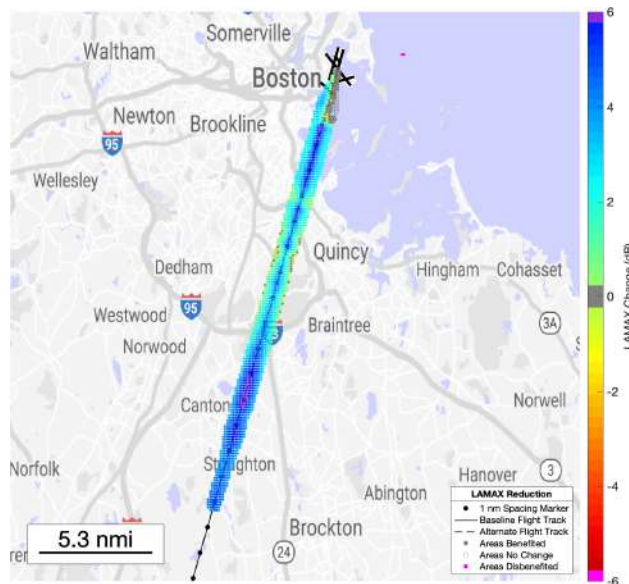 Somerville
Waltham
Boston
Newton
Brookline
95
Wellesley
Quincy
Dedham
Hingham Cohasset
95
Westwood
3A
Norwood
3
Braintree
Canton
Norwell
Stoughton
Norfolk
Hanover
3
Abington
Brockton
24
5.3 nmi
LAMAX Reduction
1 nm Spacing Marker
Baseline Flight Track
Alternate Flight Track
Areas Benefited
Areas No Change
Areas Disbenefited
6
4
2
0
-2
-4
-6
LAMAX Change (dB)